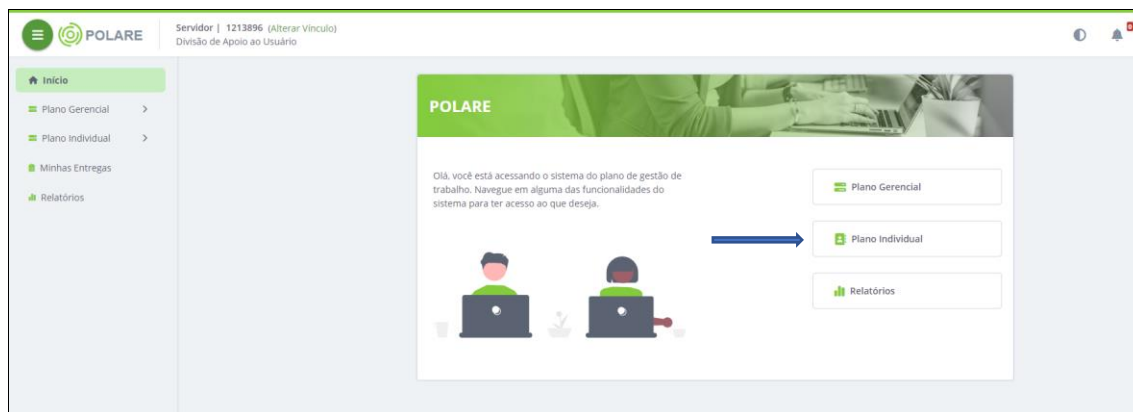 POLARE
Servidor | 1213896 (Alterar Vínculo)
Divisão de Apoio ao Usuário
Início
Plano Gerencial
Plano Individual
Minhas Entregas
Relatórios
POLARE
Olá, você está acessando o sistema do plano de gestão de
trabalho. Navegue em alguma das funcionalidades do
sistema para ter acesso ao que deseja.
Plano Gerencial
Plano Individual
Relatórios